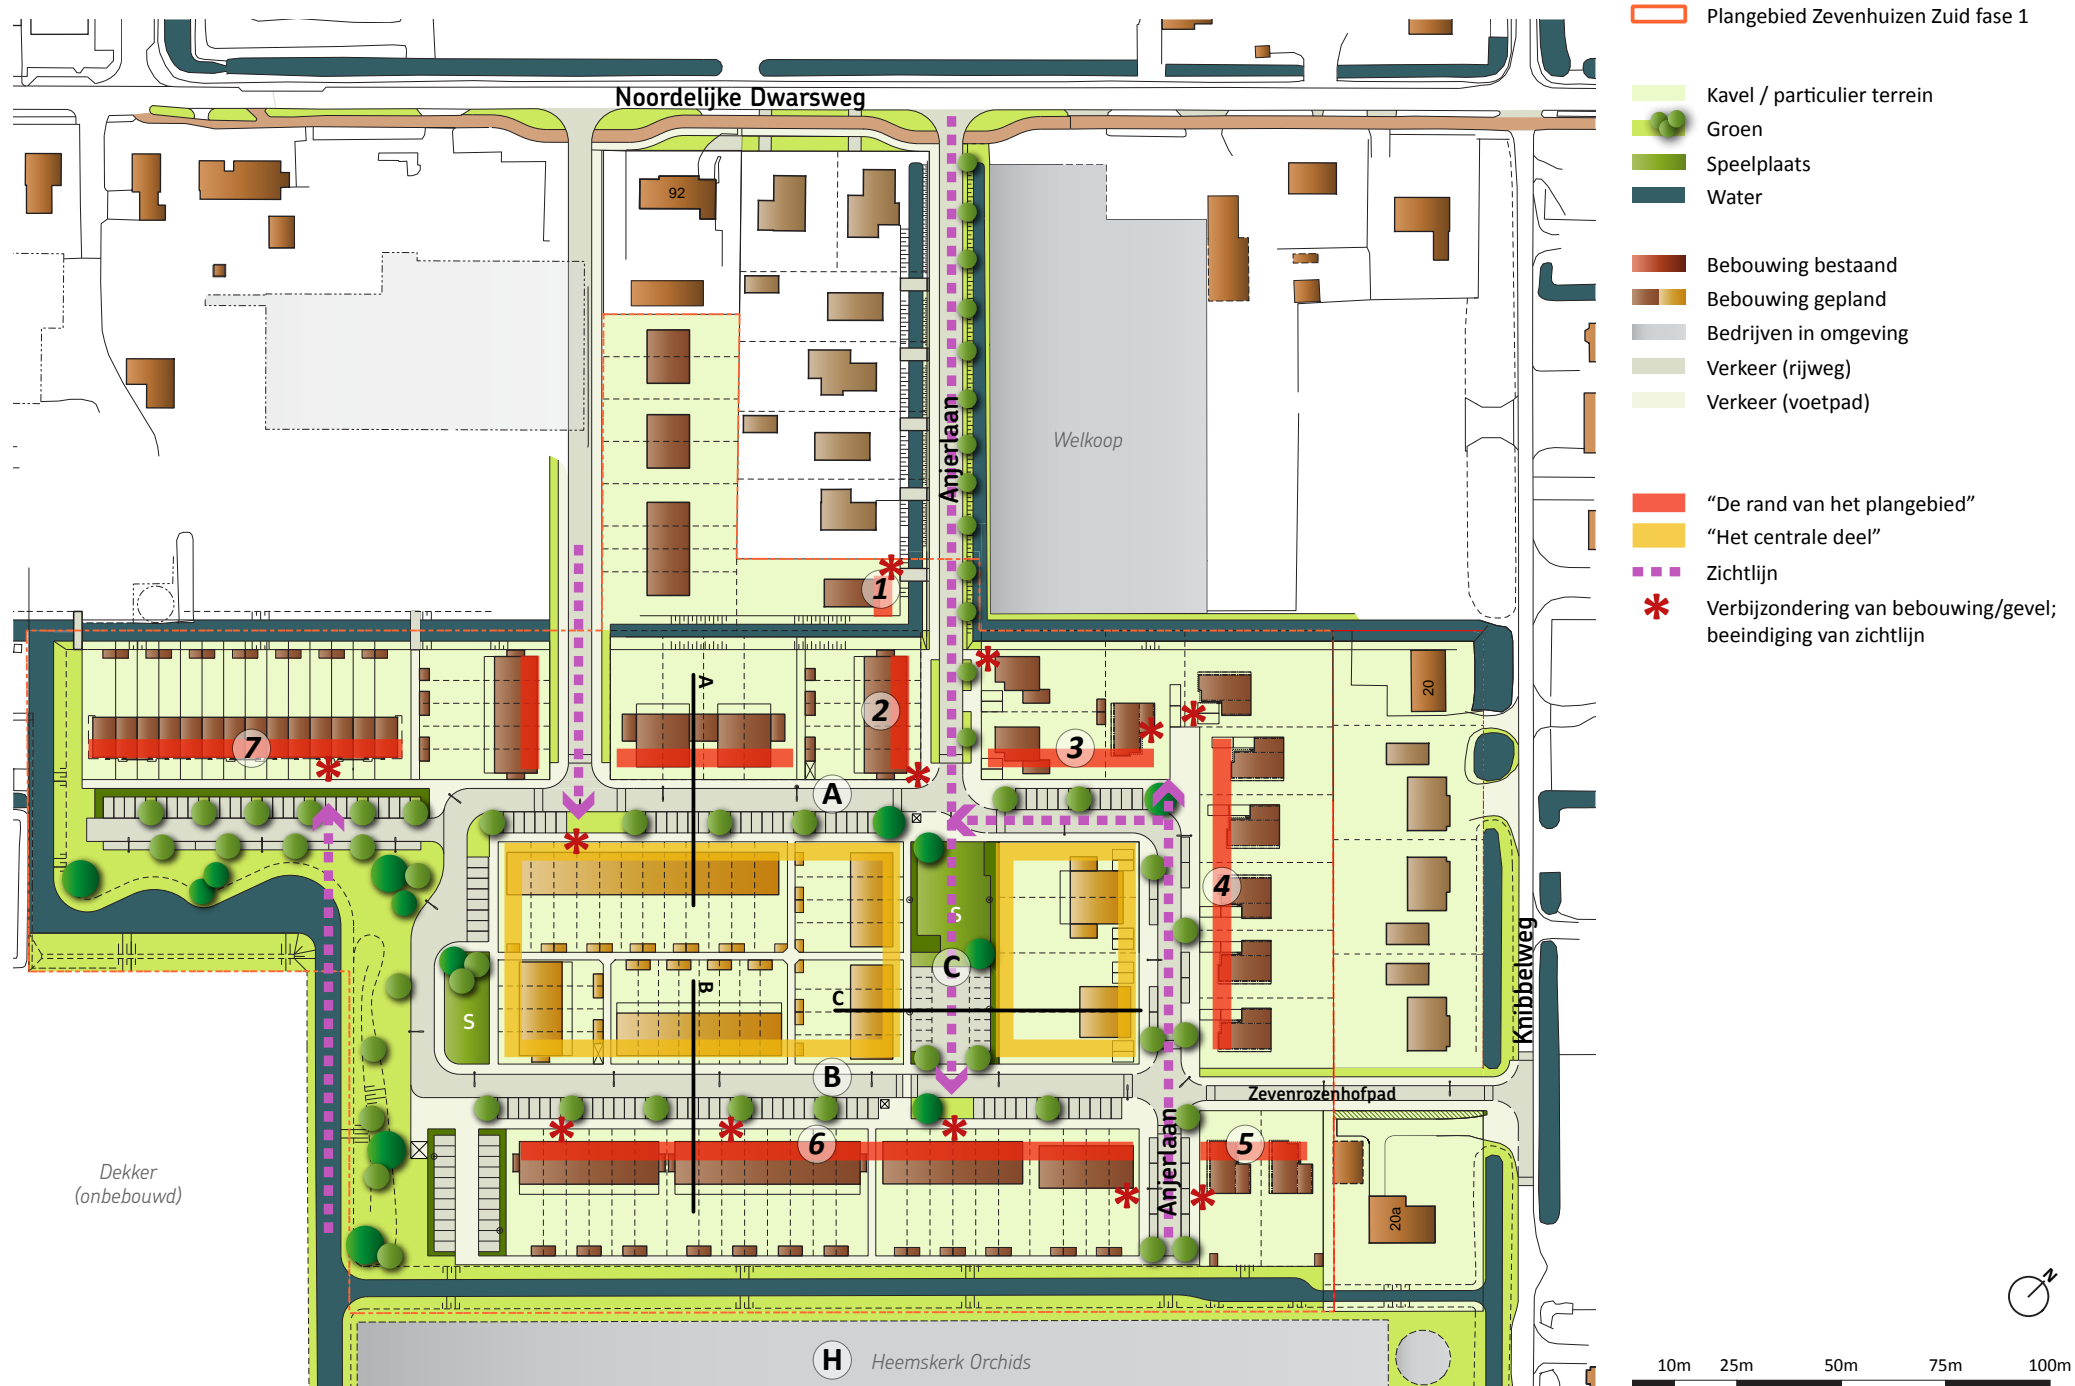 Plangebied Zevenhuizen Zuid fase 1
Kavel / particulier terrein
Groen
Speelplaats
Water
Bebouwing bestaand
Bebouwing gepland
Bedrijven in omgeving
Verkeer (rijweg)
Verkeer (voetpad)
“De rand van het plangebied”
“Het centrale deel”
Zichtlijn
Verbijzondering van bebouwing/gevel;
beeindiging van zichtlijn
Noordelijke Dwarsweg
92
Anjerlaan
Welkoop
1
A
2
3
20
7
A
4
S
C
Knibbelweg
B
C
S
B
Zevenrozenhofpad
6
5
Anjerlaan
20a
Dekker
(onbebouwd)
H
Heemskerk Orchids
N
10m 25m 50m 75m 100m